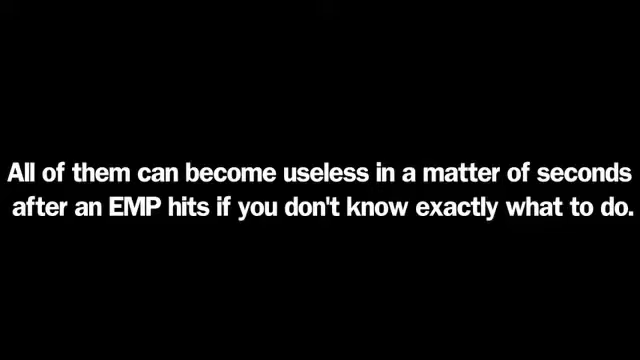 All of them can become useless in a matter of seconds
after an EMP hits if you don't know exactly what to do.